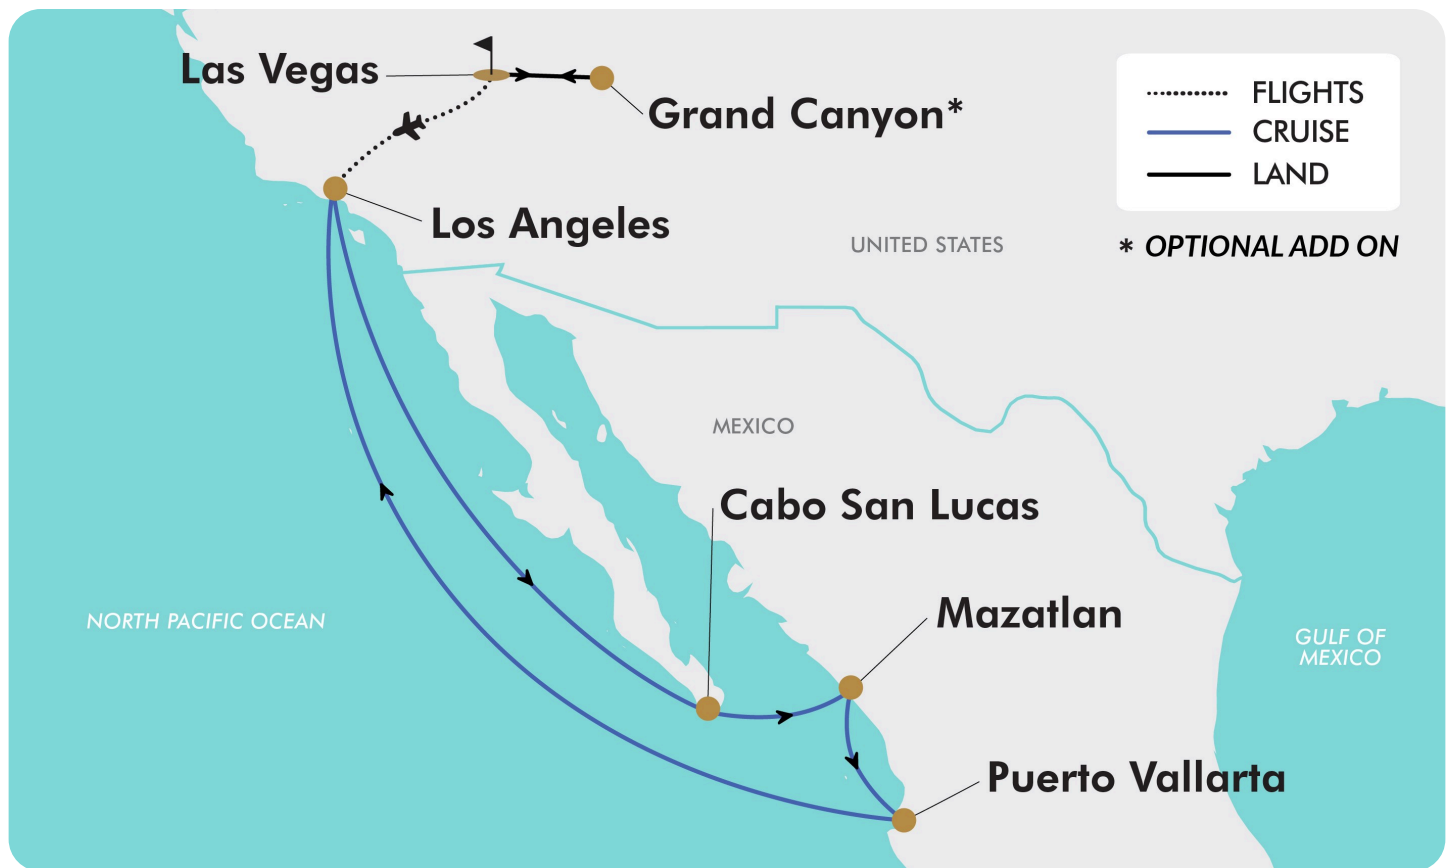 Las Vegas
Grand Canyon*
FLIGHTS
CRUISE
LAND
* OPTIONAL ADD ON
Los Angeles
UNITED STATES
MEXICO
Cabo San Lucas
Mazatlan
NORTH PACIFIC OCEAN
GULF OF
MEXICO
Puerto Vallarta